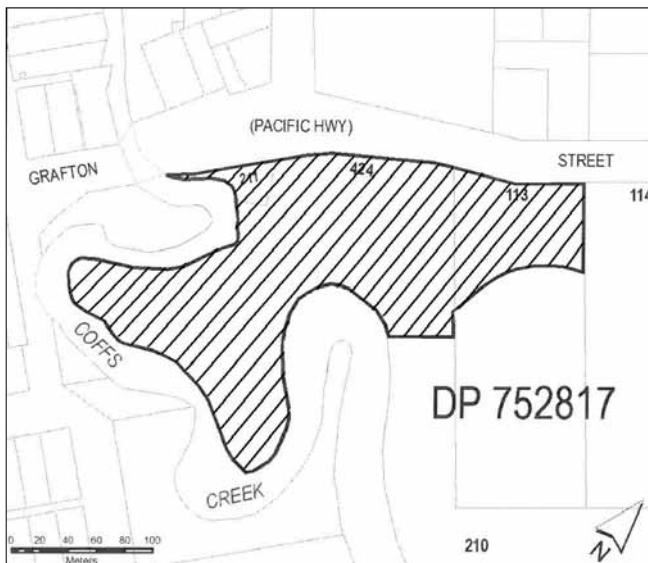 (PACIFIC HWY)
STREET
GRAFTON
211
424
113
114
COFFS
DP 752817
CREEK
210
0 20 40 60 80 100
Meters
N